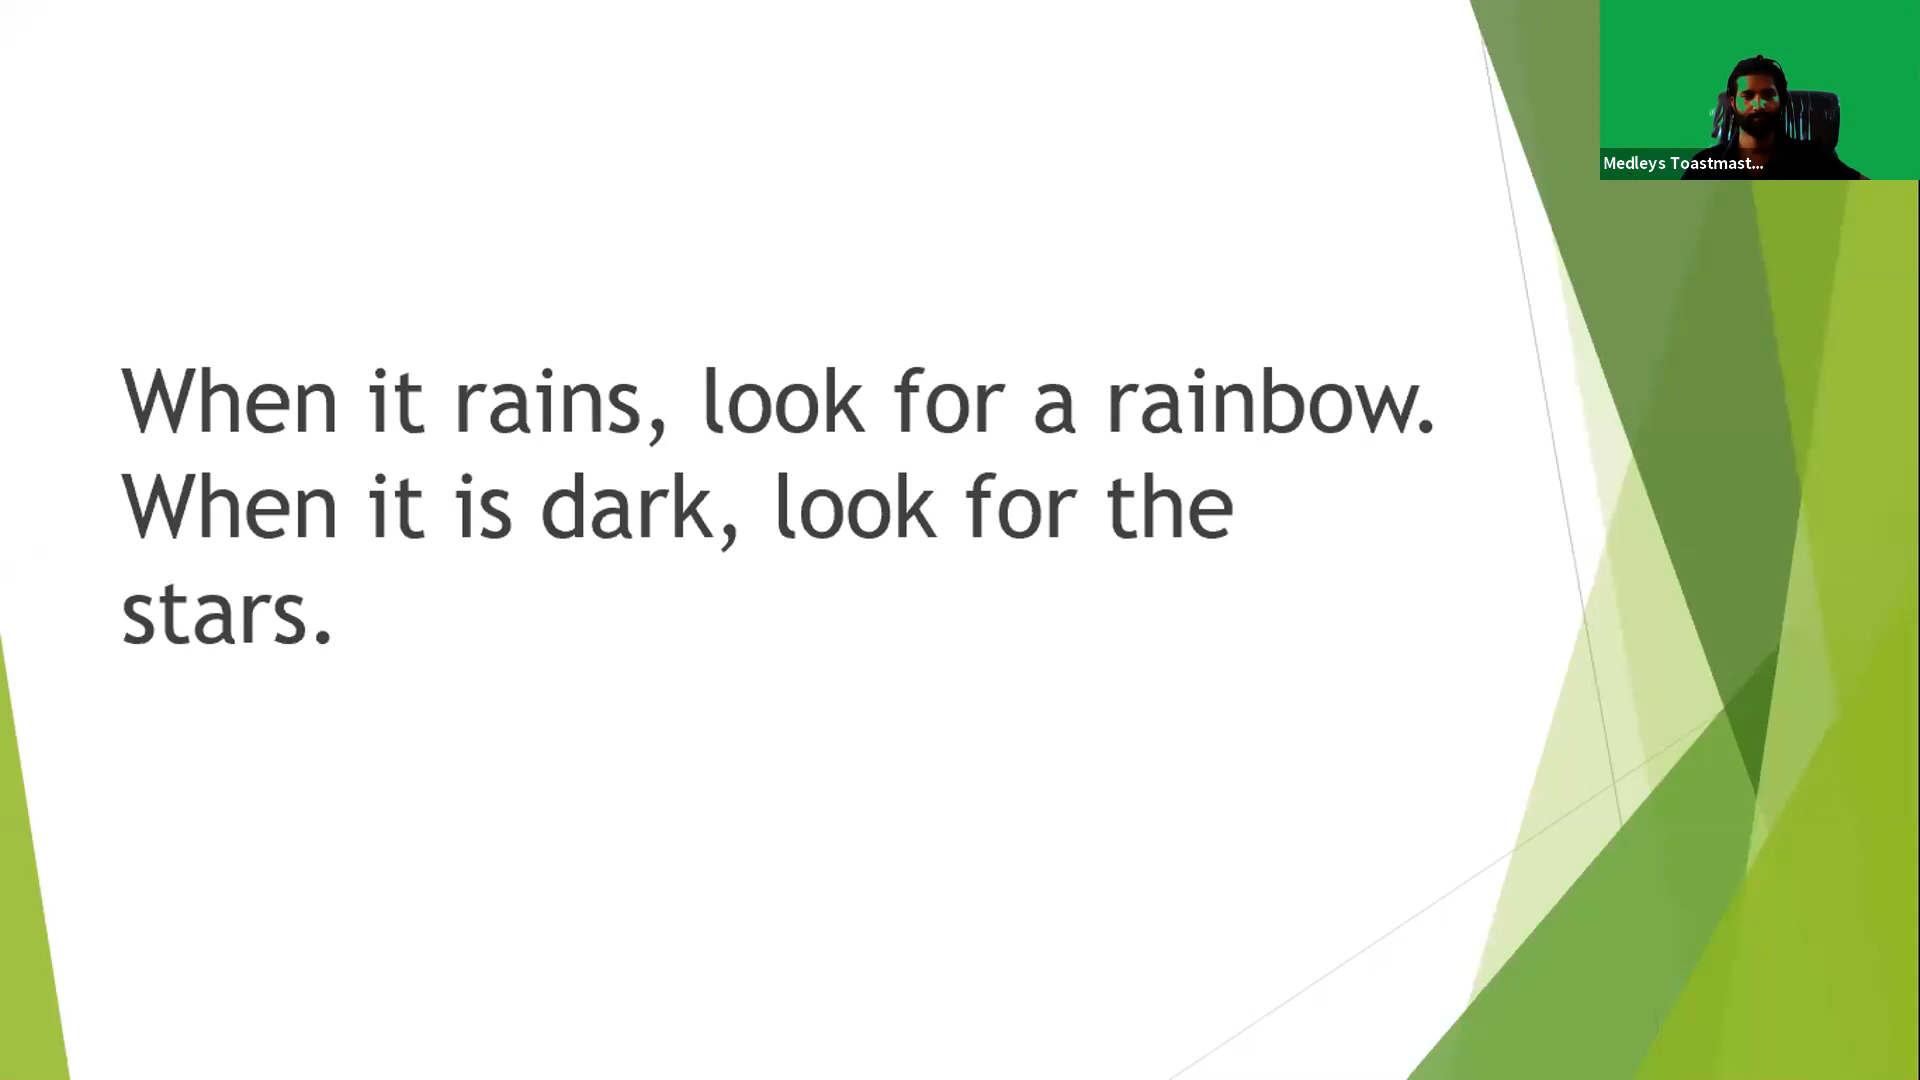 Medleys Toastmast...
When it rains, look for a rainbow.
When it is dark, look for the
stars.